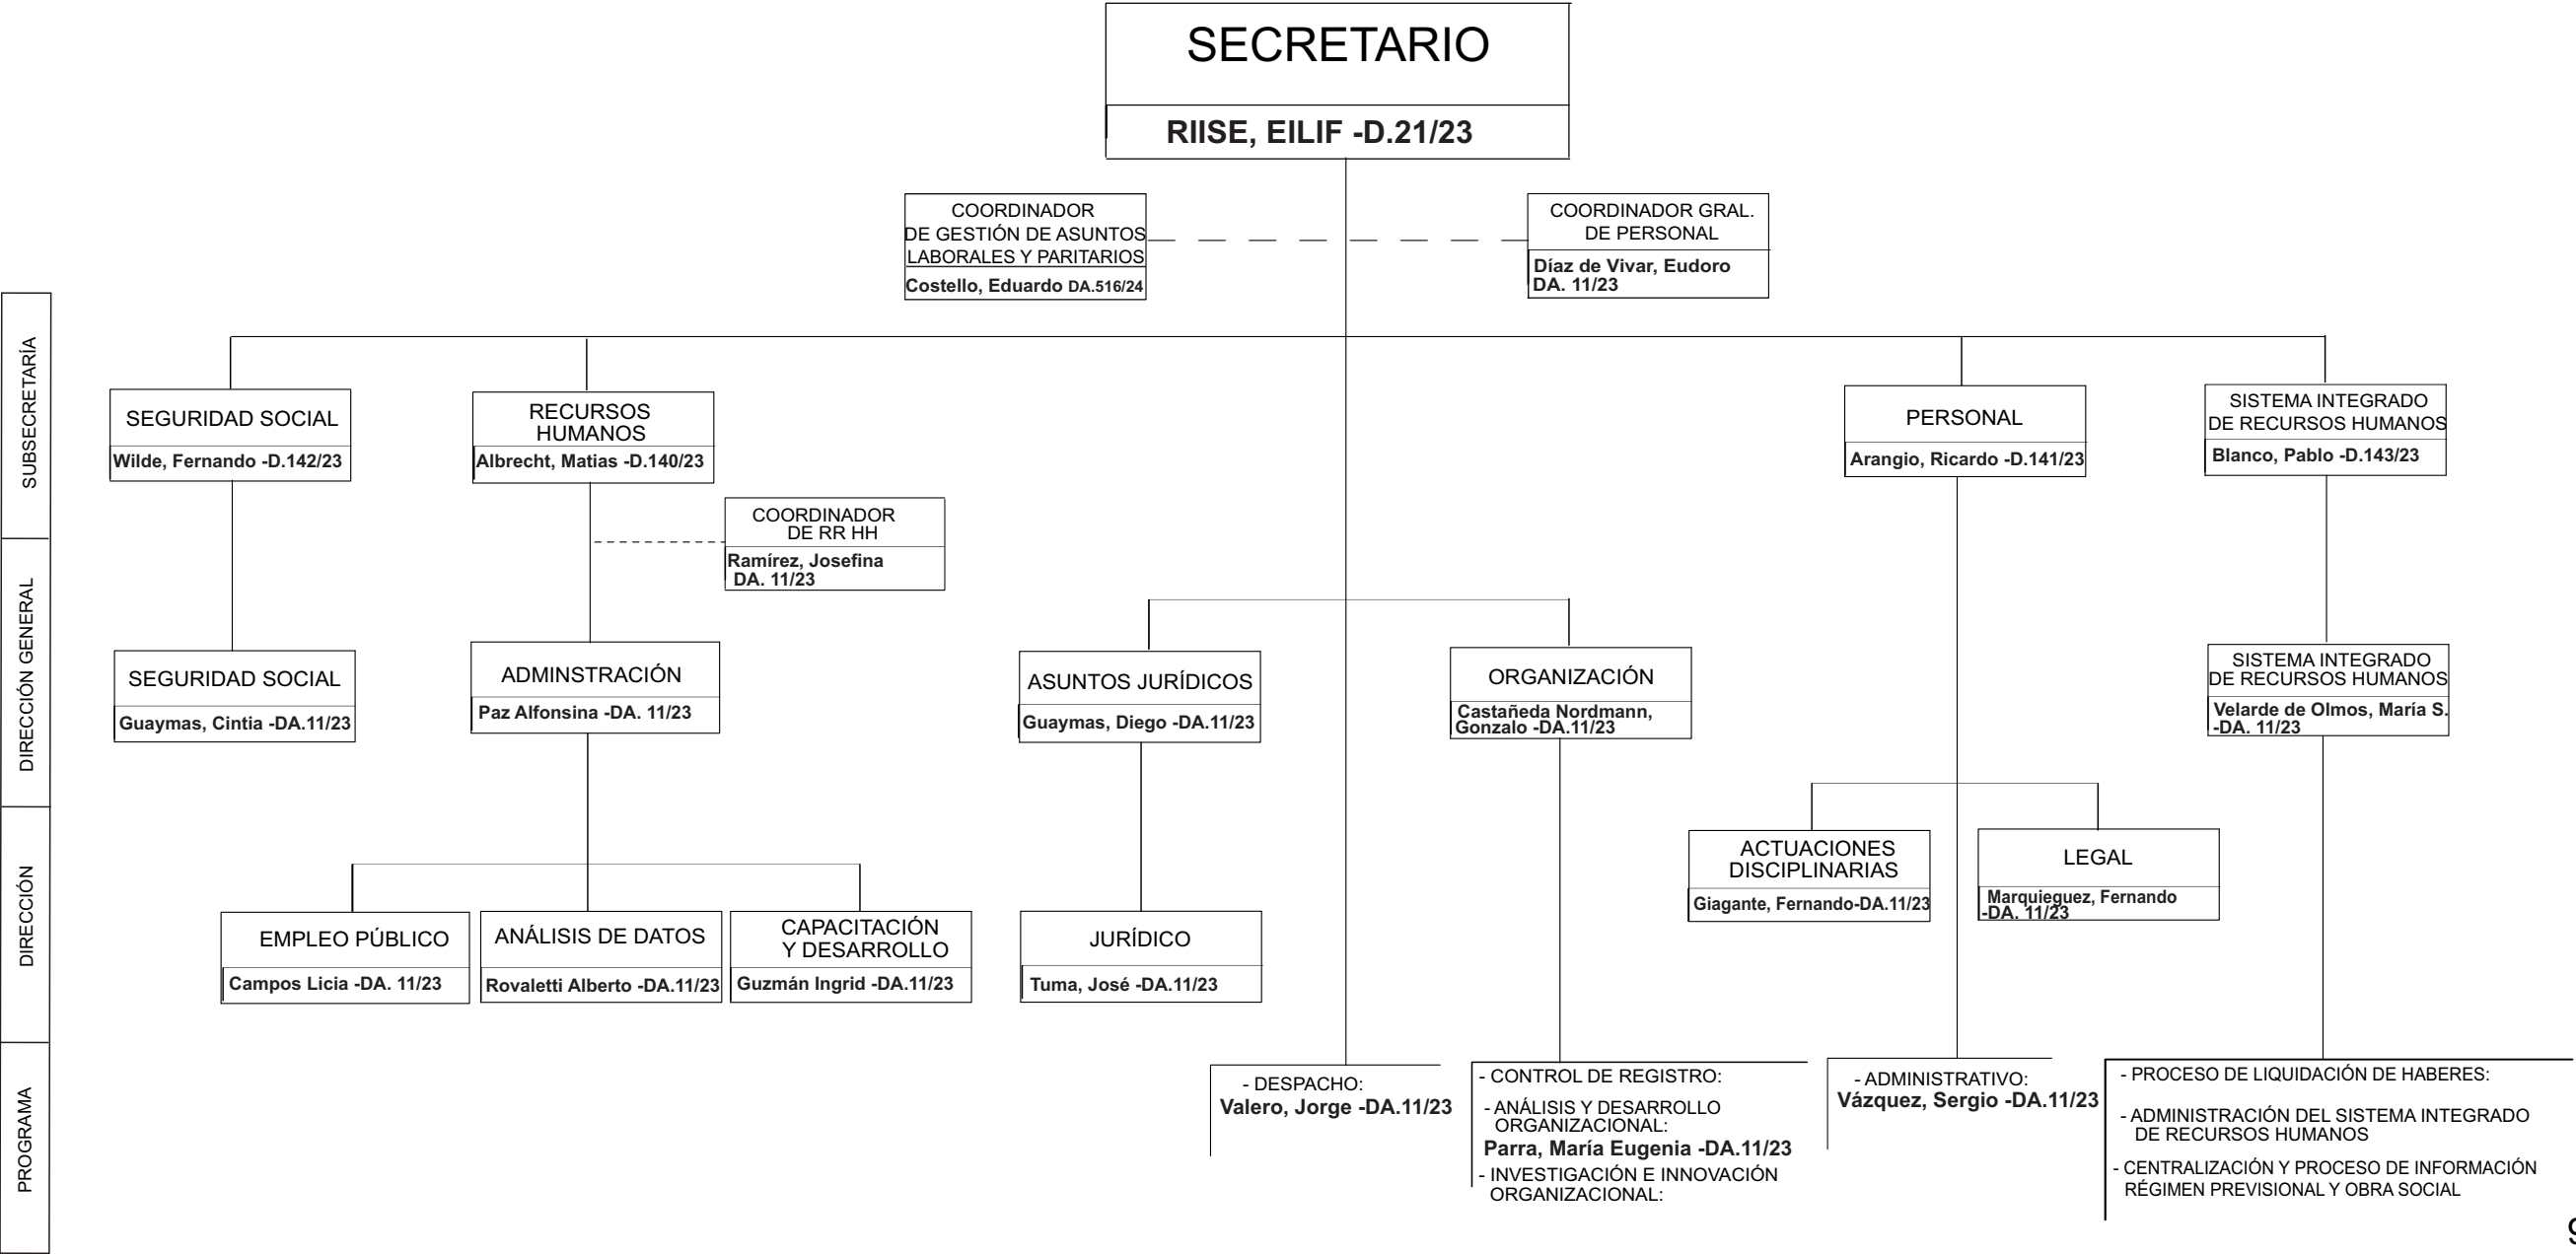 SECRETARIO
RIISE, EILIF -D.21/23
COORDINADOR
DE GESTIÓN DE ASUNTOS
LABORALES Y PARITARIOS
Costello, Eduardo DA.516/24
COORDINADOR GRAL.
DE PERSONAL
Díaz de Vivar, Eudoro
DA. 11/23
SUBSECRETARÍA
SEGURIDAD SOCIAL
Wilde, Fernando -D.142/23
RECURSOS
HUMANOS
Albrecht, Matias -D.140/23
PERSONAL
Arangio, Ricardo -D.141/23
SISTEMA INTEGRADO
DE RECURSOS HUMANOS
Blanco, Pablo -D.143/23
COORDINADOR
DE RR HH
Ramírez, Josefina
DA. 11/23
DIRECCIÓN GENERAL
SEGURIDAD SOCIAL
Guaymas, Cintia -DA.11/23
ADMINSTRACIÓN
Paz Alfonsina -DA. 11/23
ASUNTOS JURÍDICOS
Guaymas, Diego -DA.11/23
ORGANIZACIÓN
Castañeda Nordmann,
Gonzalo -DA.11/23
SISTEMA INTEGRADO
DE RECURSOS HUMANOS
Velarde de Olmos, María S.
-DA. 11/23
DIRECCIÓN
ACTUACIONES
DISCIPLINARIAS
Giagante, Fernando-DA.11/23
LEGAL
Marquieguez, Fernando
-DA. 11/23
EMPLEO PÚBLICO
Campos Licia -DA. 11/23
ANÁLISIS DE DATOS
Rovaletti Alberto -DA.11/23
CAPACITACIÓN
Y DESARROLLO
Guzmán Ingrid -DA.11/23
JURÍDICO
Tuma, José -DA.11/23
PROGRAMA
- DESPACHO:
Valero, Jorge -DA.11/23
- CONTROL DE REGISTRO:
- ANÁLISIS Y DESARROLLO
ORGANIZACIONAL:
Parra, María Eugenia -DA.11/23
- INVESTIGACIÓN E INNOVACIÓN
ORGANIZACIONAL:
- ADMINISTRATIVO:
Vázquez, Sergio -DA.11/23
- PROCESO DE LIQUIDACIÓN DE HABERES:
- ADMINISTRACIÓN DEL SISTEMA INTEGRADO
DE RECURSOS HUMANOS
- CENTRALIZACIÓN Y PROCESO DE INFORMACIÓN
RÉGIMEN PREVISIONAL Y OBRA SOCIAL